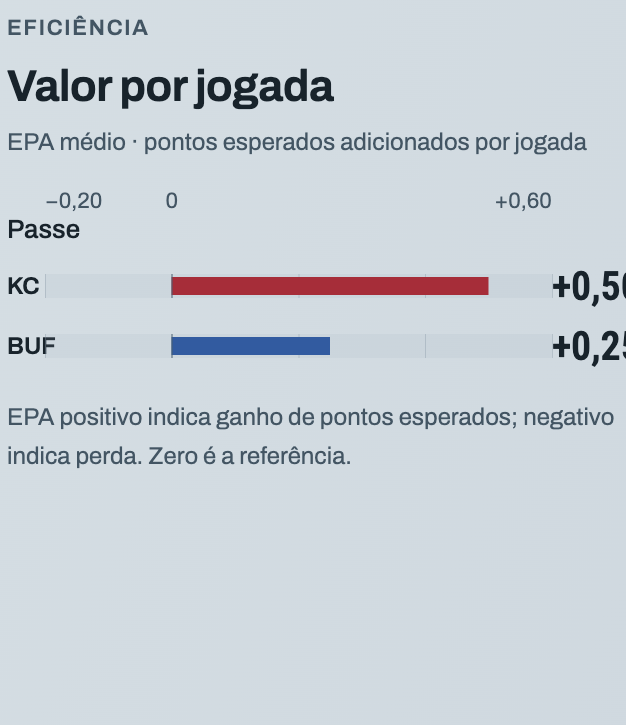 EFICIÊNCIA
Valor por jogada
EPA médio · pontos esperados adicionados por jogada
−0,20 0 +0,60
Passe
KC
BUF
EPA positivo indica ganho de pontos esperados; negativo
indica perda. Zero é a referência.